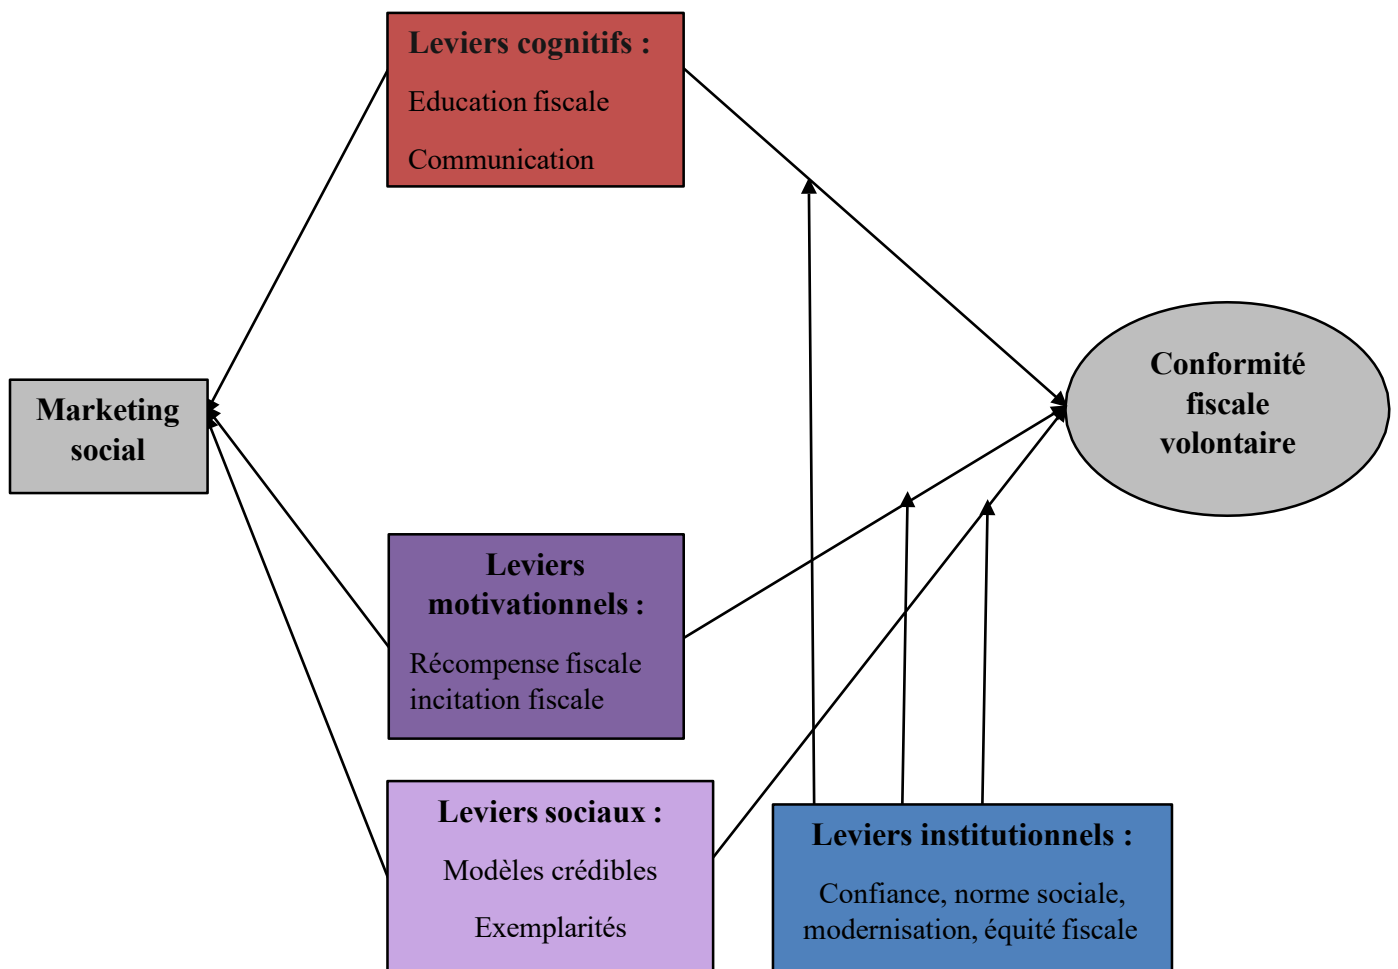 Leviers cognitifs :
Education fiscale
Communication
Marketing
social
Conformité
fiscale
volontaire
Leviers
motivationnels :
Récompense fiscale
incitation fiscale
Leviers sociaux :
Modèles crédibles
Exemplarités
Leviers institutionnels :
Confiance, norme sociale,
modernisation, équité fiscale